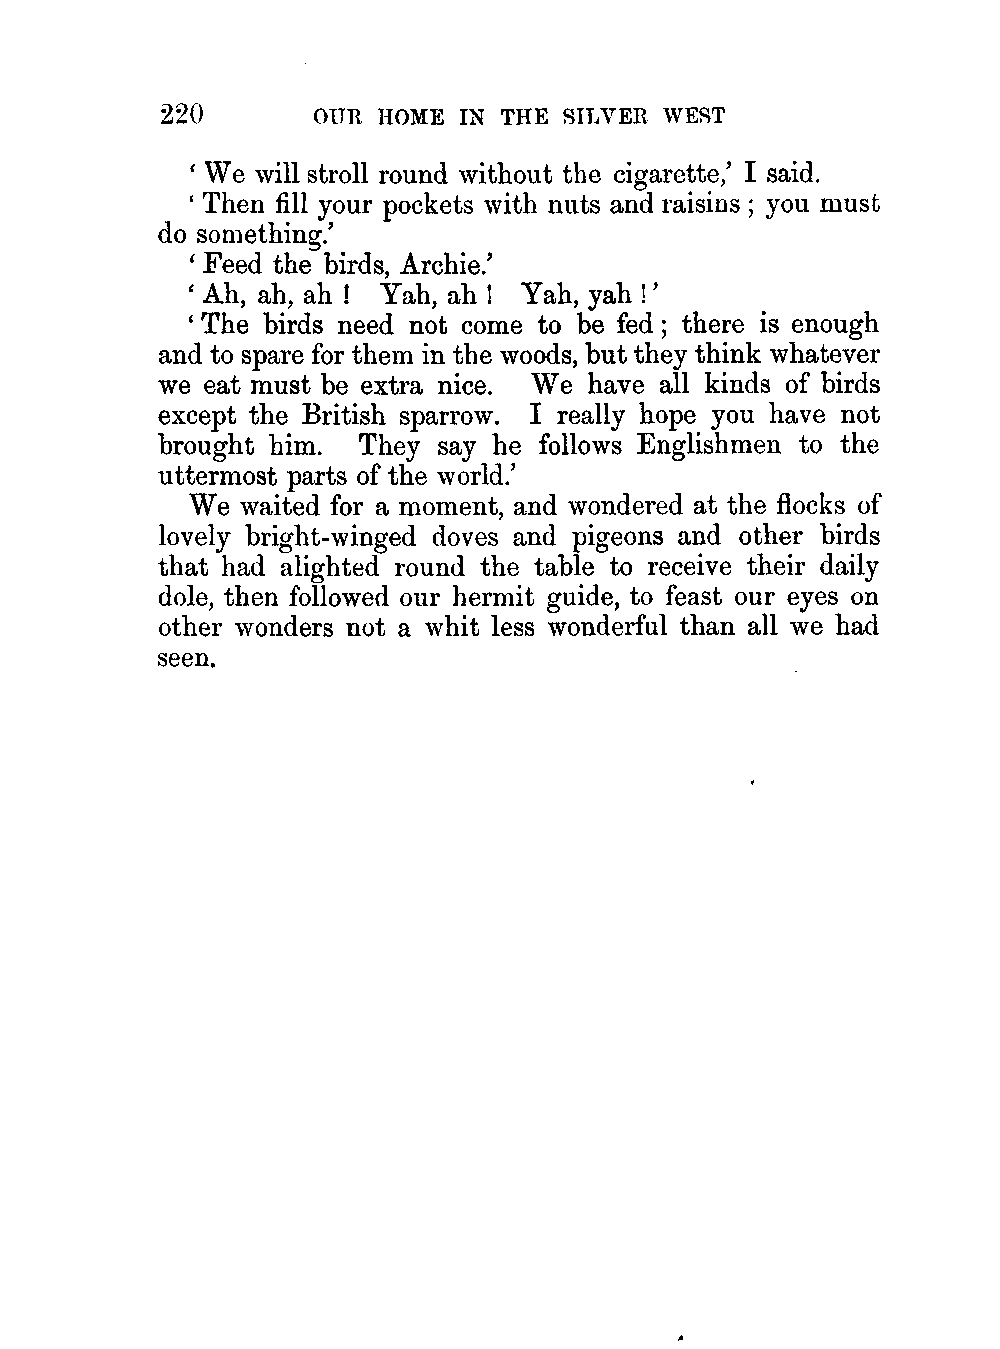 220 OUR HOME IN THE SILVER WEST
‘ We will stroll round without the cigarette,’ I said.
‘ Then fill your pockets with nuts and raisins ; you must
do something.’
‘ Feed the birds, Archie.’
‘ Ah, ah, ah ! Yah, ah ! Yah, yah ! ’
‘ The birds need not come to be fed ; there is enough
and to spare for them in the woods, but they think whatever
we eat must be extra nice. We have all kinds of birds
except the British sparrow. I really hope you have not
brought him. They say he follows Englishmen to the
uttermost parts of the world.’
We waited for a moment, and wondered at the flocks of
lovely bright-winged doves and pigeons and other birds
that had alighted round the table to receive their daily
dole, then followed our hermit guide, to feast our eyes on
other wonders not a whit less wonderful than all we had
seen.